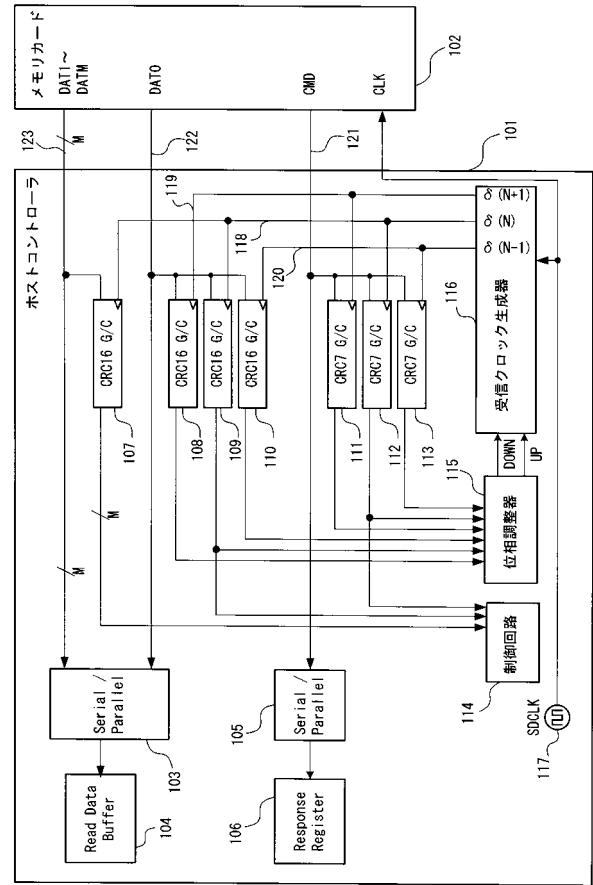 ホストコントローラ
101
メモリカード
102
DAT1～
DATM
DAT0
CMD
CLK
123
M
122
121
119
118
120
CRC16 G/C
107
CRC16 G/C
108
CRC16 G/C
109
CRC16 G/C
110
CRC7 G/C
111
CRC7 G/C
112
CRC7 G/C
113
δ(N+1)
δ(N)
δ(N-1)
受信クロック生成器
116
DOWN
UP
位相調整器
115
制御回路
114
M
M
Serial/
Parallel
103
Read Data
Buffer
104
Serial/
Parallel
105
Response
Register
106
SDCLK
117